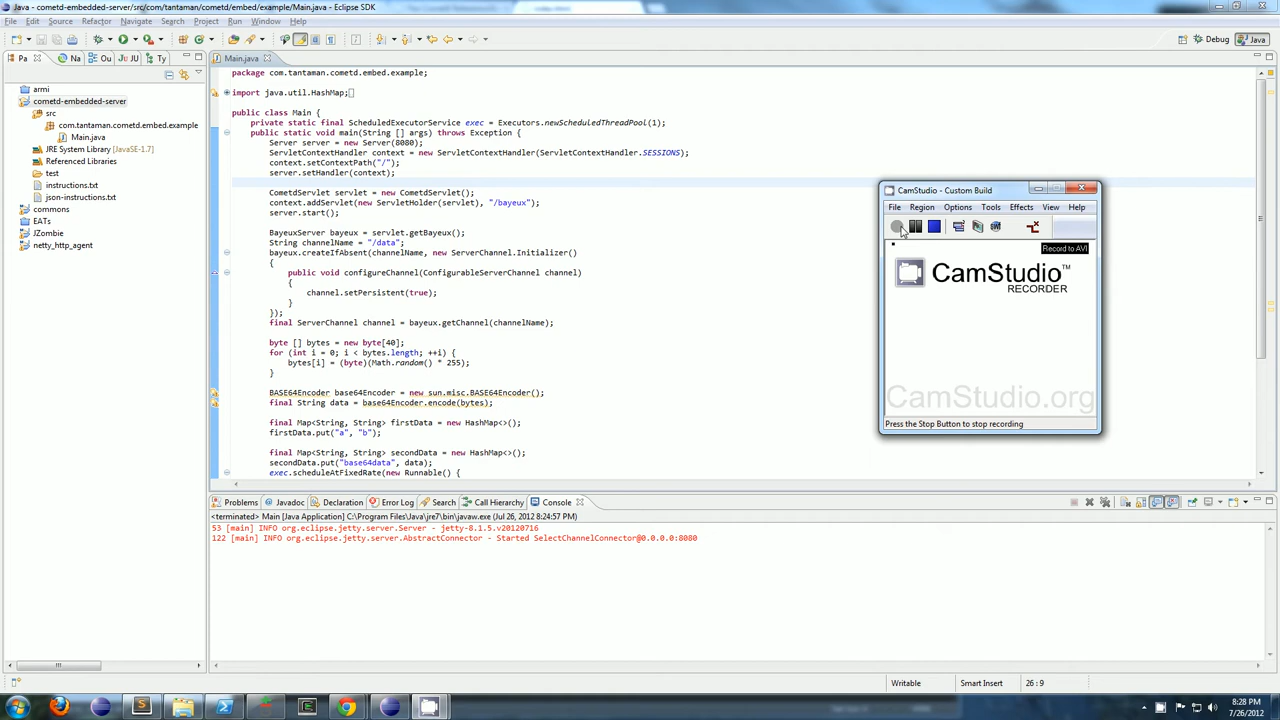 Java - cometd-embedded-server/src/com/tantaman/cometd/embed/example/Main.java - Eclipse SDK
File Edit Source Refactor Navigate Search Project Run Window Help
Debug Java
Pa Na Ou JU Ty
Main.java
armi
cometd-embedded-server
src
com.tantaman.cometd.embed.example
Main.java
JRE System Library [JavaSE-1.7]
Referenced Libraries
test
instructions.txt
json-instructions.txt
commons
EATs
JZombie
netty_http_agent
package com.tantaman.cometd.embed.example;
import java.util.HashMap;
public class Main {
private static final ScheduledExecutorService exec = Executors.newScheduledThreadPool(1);
public static void main(String [] args) throws Exception {
Server server = new Server(8080);
ServletContextHandler context = new ServletContextHandler(ServletContextHandler.SESSIONS);
context.setContextPath("/");
server.setHandler(context);
CometdServlet servlet = new CometdServlet();
context.addServlet(new ServletHolder(servlet), "/bayeux");
server.start();
BayeuxServer bayeux = servlet.getBayeux();
String channelName = "/data";
bayeux.createIfAbsent(channelName, new ServerChannel.Initializer()
{
public void configureChannel(ConfigurableServerChannel channel)
{
channel.setPersistent(true);
}
});
final ServerChannel channel = bayeux.getChannel(channelName);
byte [] bytes = new byte[40];
for (int i = 0; i < bytes.length; ++i) {
bytes[i] = (byte)(Math.random() * 255);
}
BASE64Encoder base64Encoder = new sun.misc.BASE64Encoder();
final String data = base64Encoder.encode(bytes);
final Map<String, String> firstData = new HashMap<>();
firstData.put("a", "b");
final Map<String, String> secondData = new HashMap<>();
secondData.put("base64data", data);
exec.scheduleAtFixedRate(new Runnable() {
CamStudio - Custom Build
File Region Options Tools Effects View Help
Record to AVI
CamStudio™
RECORDER
CamStudio.org
Press the Stop Button to stop recording
Problems Javadoc Declaration Error Log Search Call Hierarchy Console
<terminated> Main [Java Application] C:\Program Files\Java\jre7\bin\javaw.exe (Jul 26, 2012 8:24:57 PM)
53 [main] INFO org.eclipse.jetty.server.Server - jetty-8.1.5.v20120716
122 [main] INFO org.eclipse.jetty.server.AbstractConnector - Started SelectChannelConnector@0.0.0.0:8080
Writable Smart Insert 26 : 9
8:28 PM
7/26/2012